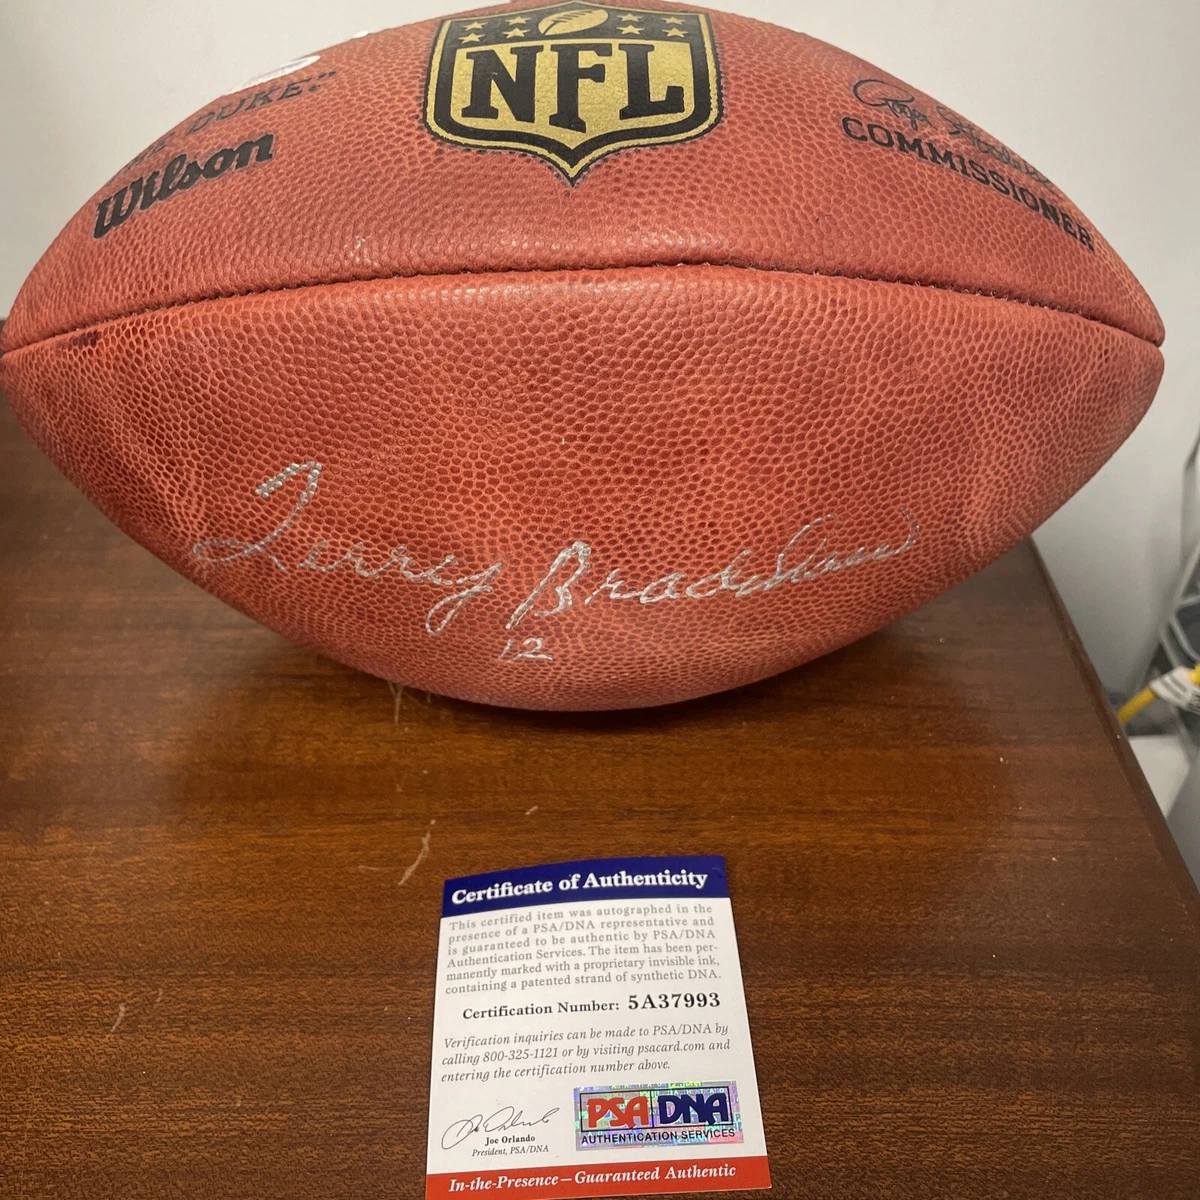 NFL
DUKE."
Wilson
COMMISSIONER
Terry Bradshaw
12
Certificate of Authenticity
This certified item was autographed in the
presence of a PSA/DNA representative and
is guaranteed to be authentic by PSA/DNA
Authentication Services. The item has been per-
manently marked with a proprietary invisible ink,
containing a patented strand of synthetic DNA.
Certification Number: 5A37993
Verification inquiries can be made to PSA/DNA by
calling 800-325-1121 or by visiting psacard.com and
entering the certification number above.
Joe Orlando
President, PSA/DNA
PSA DNA
AUTHENTICATION SERVICES
In-the-Presence – Guaranteed Authentic